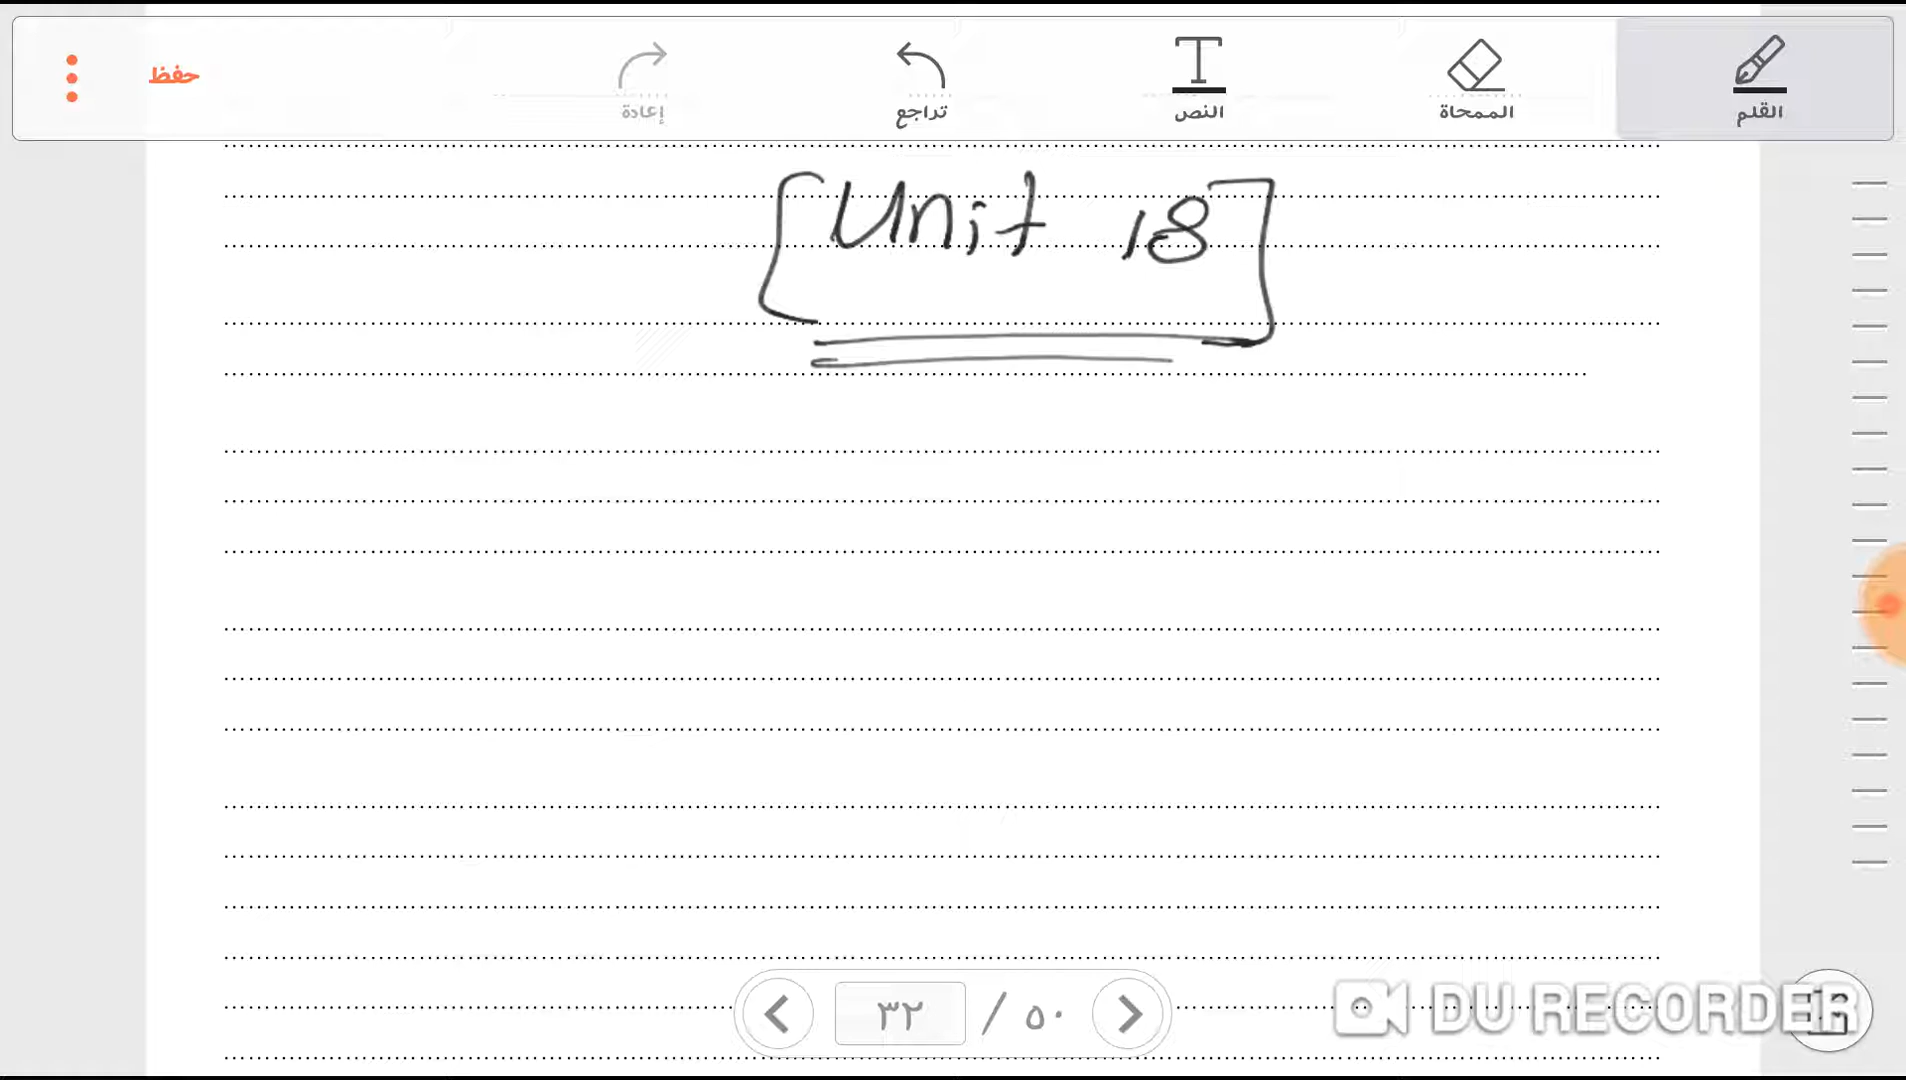 حفظ
إعادة
تراجع
النص
الممحاة
القلم
Unit 18
٣٢ / ٥٠
DU RECORDER